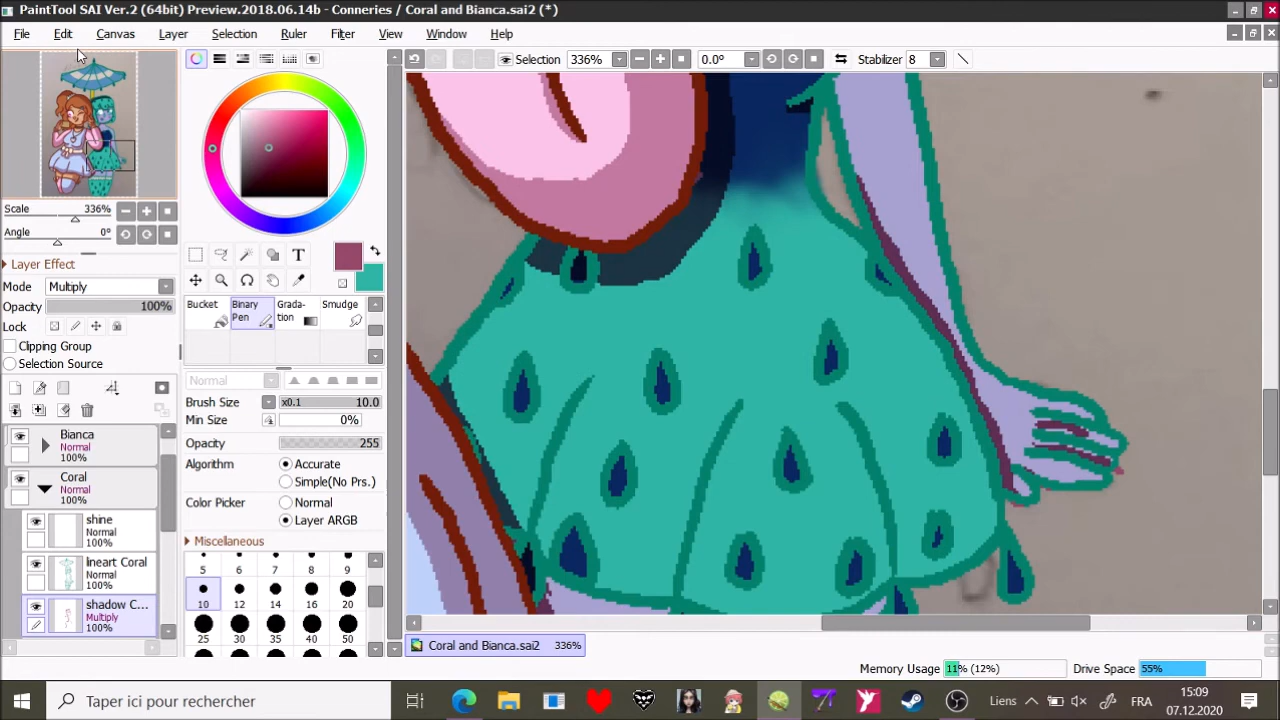 PaintTool SAI Ver.2 (64bit) Preview.2018.06.14b - Conneries / Coral and Bianca.sai2 (*)
File Edit Canvas Layer Selection Ruler Filter View Window Help
Selection 336% 0.0º Stabilizer 8
Scale 336%
Angle 0º
Layer Effect
Mode Multiply
Opacity 100%
Lock
Clipping Group
Selection Source
Bianca
Normal
100%
Coral
Normal
100%
shine
Normal
100%
lineart Coral
Normal
100%
shadow C...
Multiply
100%
T
Bucket Binary Pen Grada-tion Smudge
Normal
Brush Size x0.1 10.0
Min Size 0%
Opacity 255
Algorithm Accurate
Simple(No Prs.)
Color Picker Normal
Layer ARGB
Miscellaneous
5 6 7 8 9
10 12 14 16 20
25 30 35 40 50
Coral and Bianca.sai2 336%
Memory Usage 11% (12%) Drive Space 55%
Taper ici pour rechercher
Liens FRA 15:09
07.12.2020